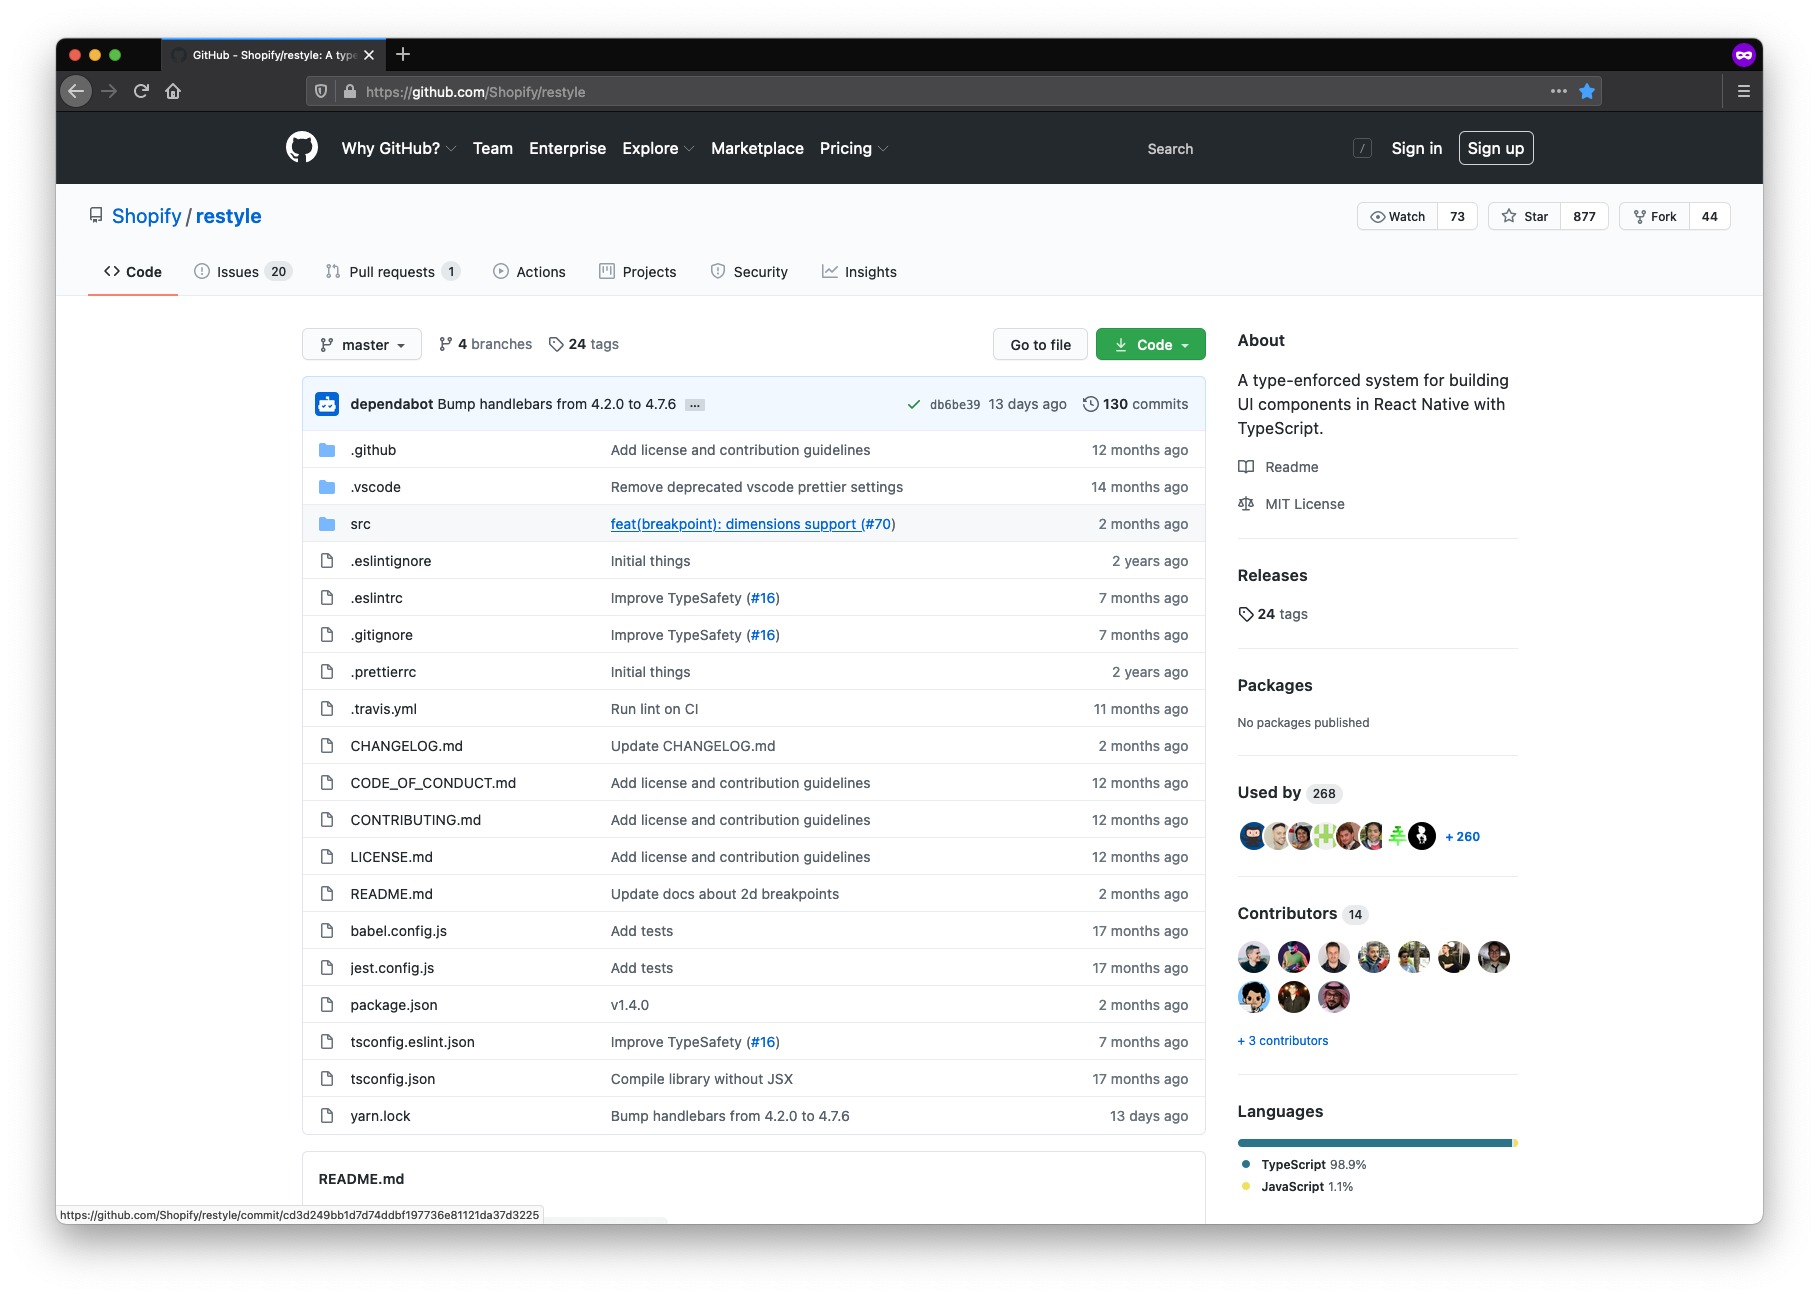 GitHub - Shopify/restyle: A type
https://github.com/Shopify/restyle
Why GitHub? Team Enterprise Explore Marketplace Pricing Search / Sign in Sign up
Shopify / restyle
Watch 73 Star 877 Fork 44
Code Issues 20 Pull requests 1 Actions Projects Security Insights
master 4 branches 24 tags Go to file Code
dependabot Bump handlebars from 4.2.0 to 4.7.6 ... db6be39 13 days ago 130 commits
.github Add license and contribution guidelines 12 months ago
.vscode Remove deprecated vscode prettier settings 14 months ago
src feat(breakpoint): dimensions support (#70) 2 months ago
.eslintignore Initial things 2 years ago
.eslintrc Improve TypeSafety (#16) 7 months ago
.gitignore Improve TypeSafety (#16) 7 months ago
.prettierrc Initial things 2 years ago
.travis.yml Run lint on CI 11 months ago
CHANGELOG.md Update CHANGELOG.md 2 months ago
CODE_OF_CONDUCT.md Add license and contribution guidelines 12 months ago
CONTRIBUTING.md Add license and contribution guidelines 12 months ago
LICENSE.md Add license and contribution guidelines 12 months ago
README.md Update docs about 2d breakpoints 2 months ago
babel.config.js Add tests 17 months ago
jest.config.js Add tests 17 months ago
package.json v1.4.0 2 months ago
tsconfig.eslint.json Improve TypeSafety (#16) 7 months ago
tsconfig.json Compile library without JSX 17 months ago
yarn.lock Bump handlebars from 4.2.0 to 4.7.6 13 days ago
README.md
About
A type-enforced system for building
UI components in React Native with
TypeScript.
Readme
MIT License
Releases
24 tags
Packages
No packages published
Used by 268
+ 260
Contributors 14
+ 3 contributors
Languages
TypeScript 98.9%
JavaScript 1.1%
https://github.com/Shopify/restyle/commit/cd3d249bb1d7d74ddbf197736e81121da37d3225